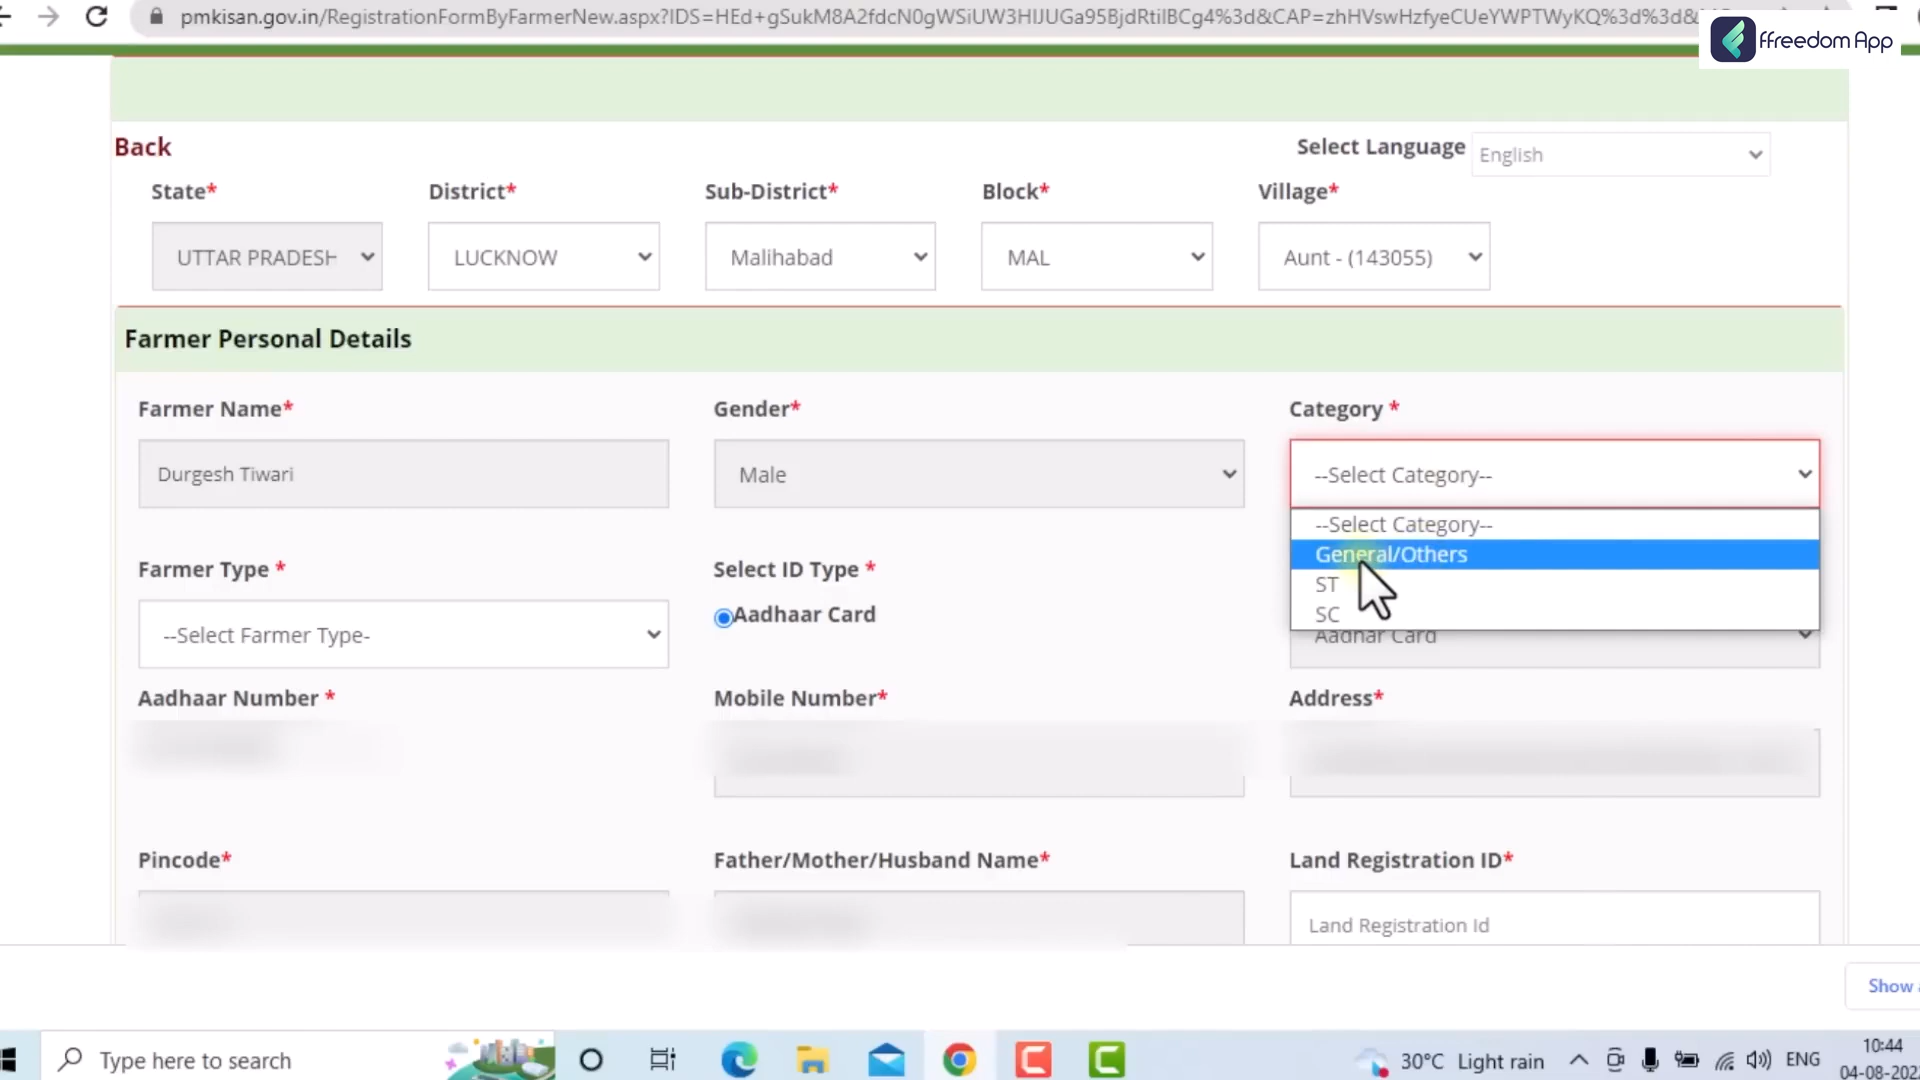 pmkisan.gov.in/RegistrationFormByFarmerNew.aspx?IDS=HEd+gSukM8A2fdcN0gWSiUW3HIJUGa95BjdRtiIBCg4%3d&CAP=zhHVswHzfyeCUeYWPTWyKQ%3d%3d&
ffreedom App
Back
Select Language English
State* District* Sub-District* Block* Village*
UTTAR PRADESH LUCKNOW Malihabad MAL Aunt - (143055)
Farmer Personal Details
Farmer Name* Gender* Category *
Durgesh Tiwari Male --Select Category--
--Select Category--
General/Others
ST
SC
Farmer Type * Select ID Type *
Aadhaar Card
--Select Farmer Type- Aadhar Card
Aadhaar Number * Mobile Number* Address*
Pincode* Father/Mother/Husband Name* Land Registration ID*
Land Registration Id
Show
Type here to search
30°C Light rain ENG
10:44
04-08-202